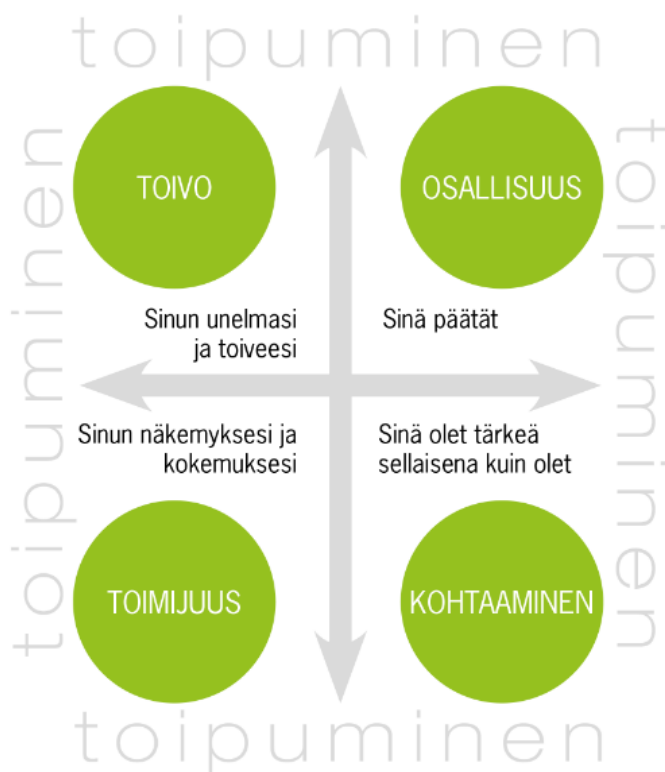 toipuminen
toipuminen
TOIVO
OSALLISUUS
toipuminen
Sinun unelmasi
ja toiveesi
Sinä päätät
Sinun näkemyksesi ja
kokemuksesi
Sinä olet tärkeä
sellaisena kuin olet
TOIMIJUUS
KOHTAAMINEN
toipuminen